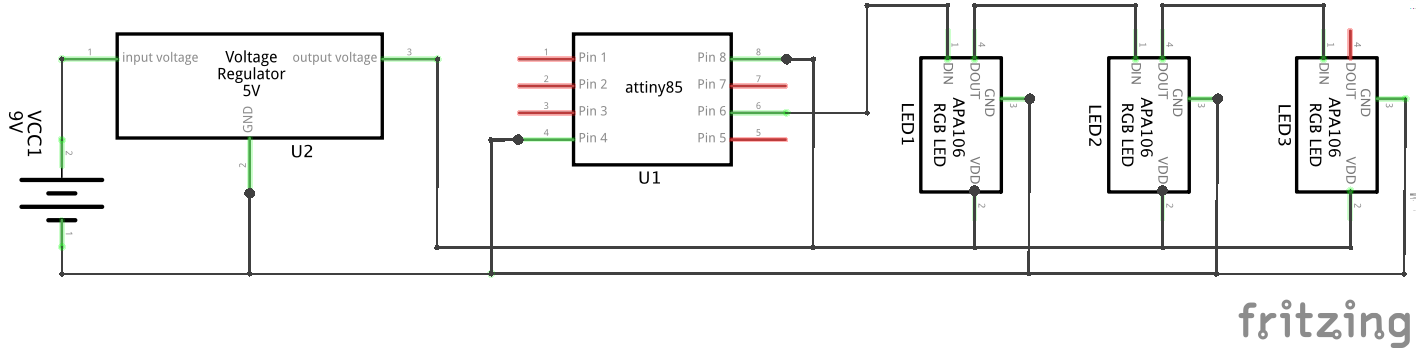 VCC1
9V
2
1
1
input voltage
Voltage
Regulator
5V
output voltage
3
GND
2
U2
1
Pin 1
2
Pin 2
3
Pin 3
4
Pin 4
attiny85
Pin 8
8
Pin 7
7
Pin 6
6
Pin 5
5
U1
LED1
1
DIN
4
DOUT
GND
3
APA106
RGB LED
VDD
2
LED2
1
DIN
4
DOUT
GND
3
APA106
RGB LED
VDD
2
LED3
1
DIN
4
DOUT
GND
3
APA106
RGB LED
VDD
2
fritzing